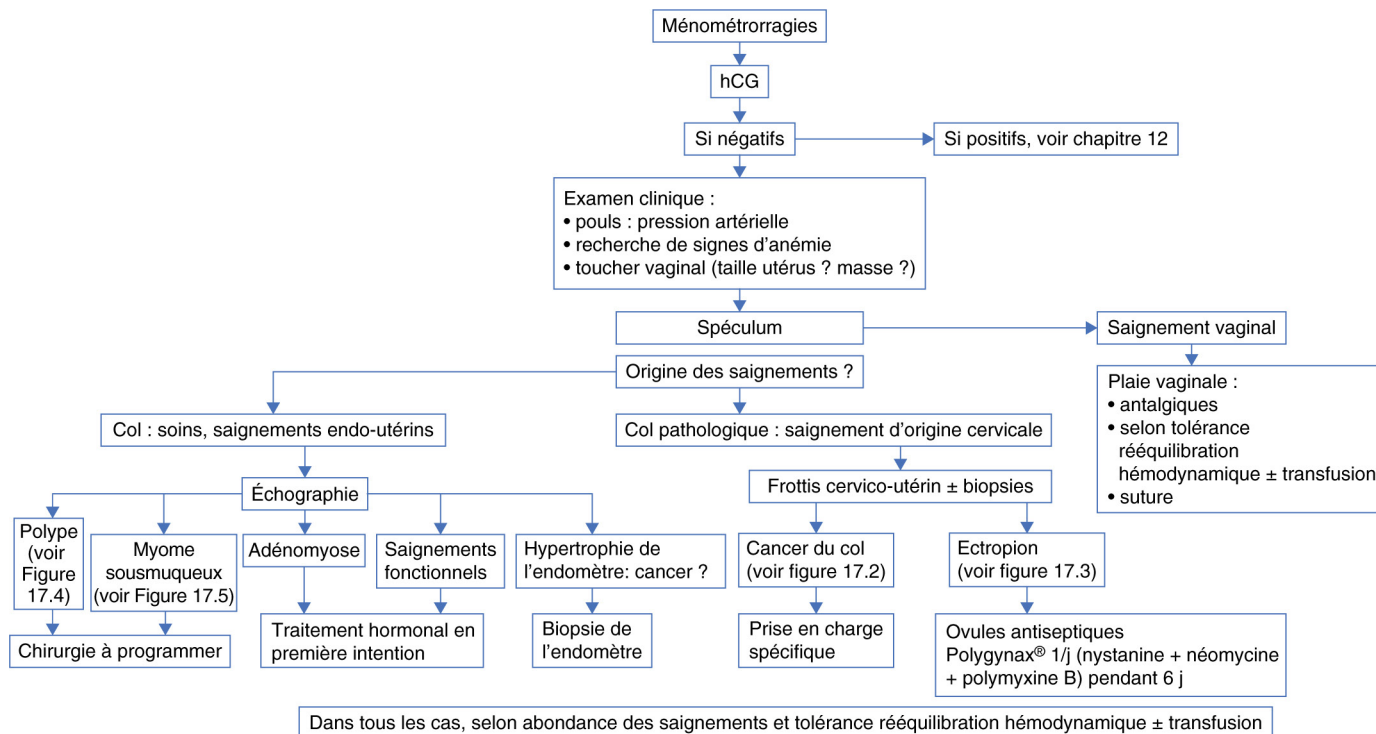 Ménométrorragies
hCG
Si négatifs
Si positifs, voir chapitre 12
Examen clinique :
• pouls : pression artérielle
• recherche de signes d'anémie
• toucher vaginal (taille utérus ? masse ?)
Spéculum
Saignement vaginal
Origine des saignements ?
Plaie vaginale :
• antalgiques
• selon tolérance
rééquilibration
hémodynamique ± transfusion
• suture
Col : soins, saignements endo-utérins
Col pathologique : saignement d'origine cervicale
Échographie
Frottis cervico-utérin ± biopsies
Polype
(voir
Figure
17.4)
Myome
sousmuqueux
(voir Figure 17.5)
Adénomyose
Saignements
fonctionnels
Hypertrophie de
l'endomètre: cancer ?
Cancer du col
(voir figure 17.2)
Ectropion
(voir figure 17.3)
Chirurgie à programmer
Traitement hormonal en
première intention
Biopsie de
l'endomètre
Prise en charge
spécifique
Ovules antiseptiques
Polygynax® 1/j (nystanine + néomycine
+ polymyxine B) pendant 6 j
Dans tous les cas, selon abondance des saignements et tolérance rééquilibration hémodynamique ± transfusion